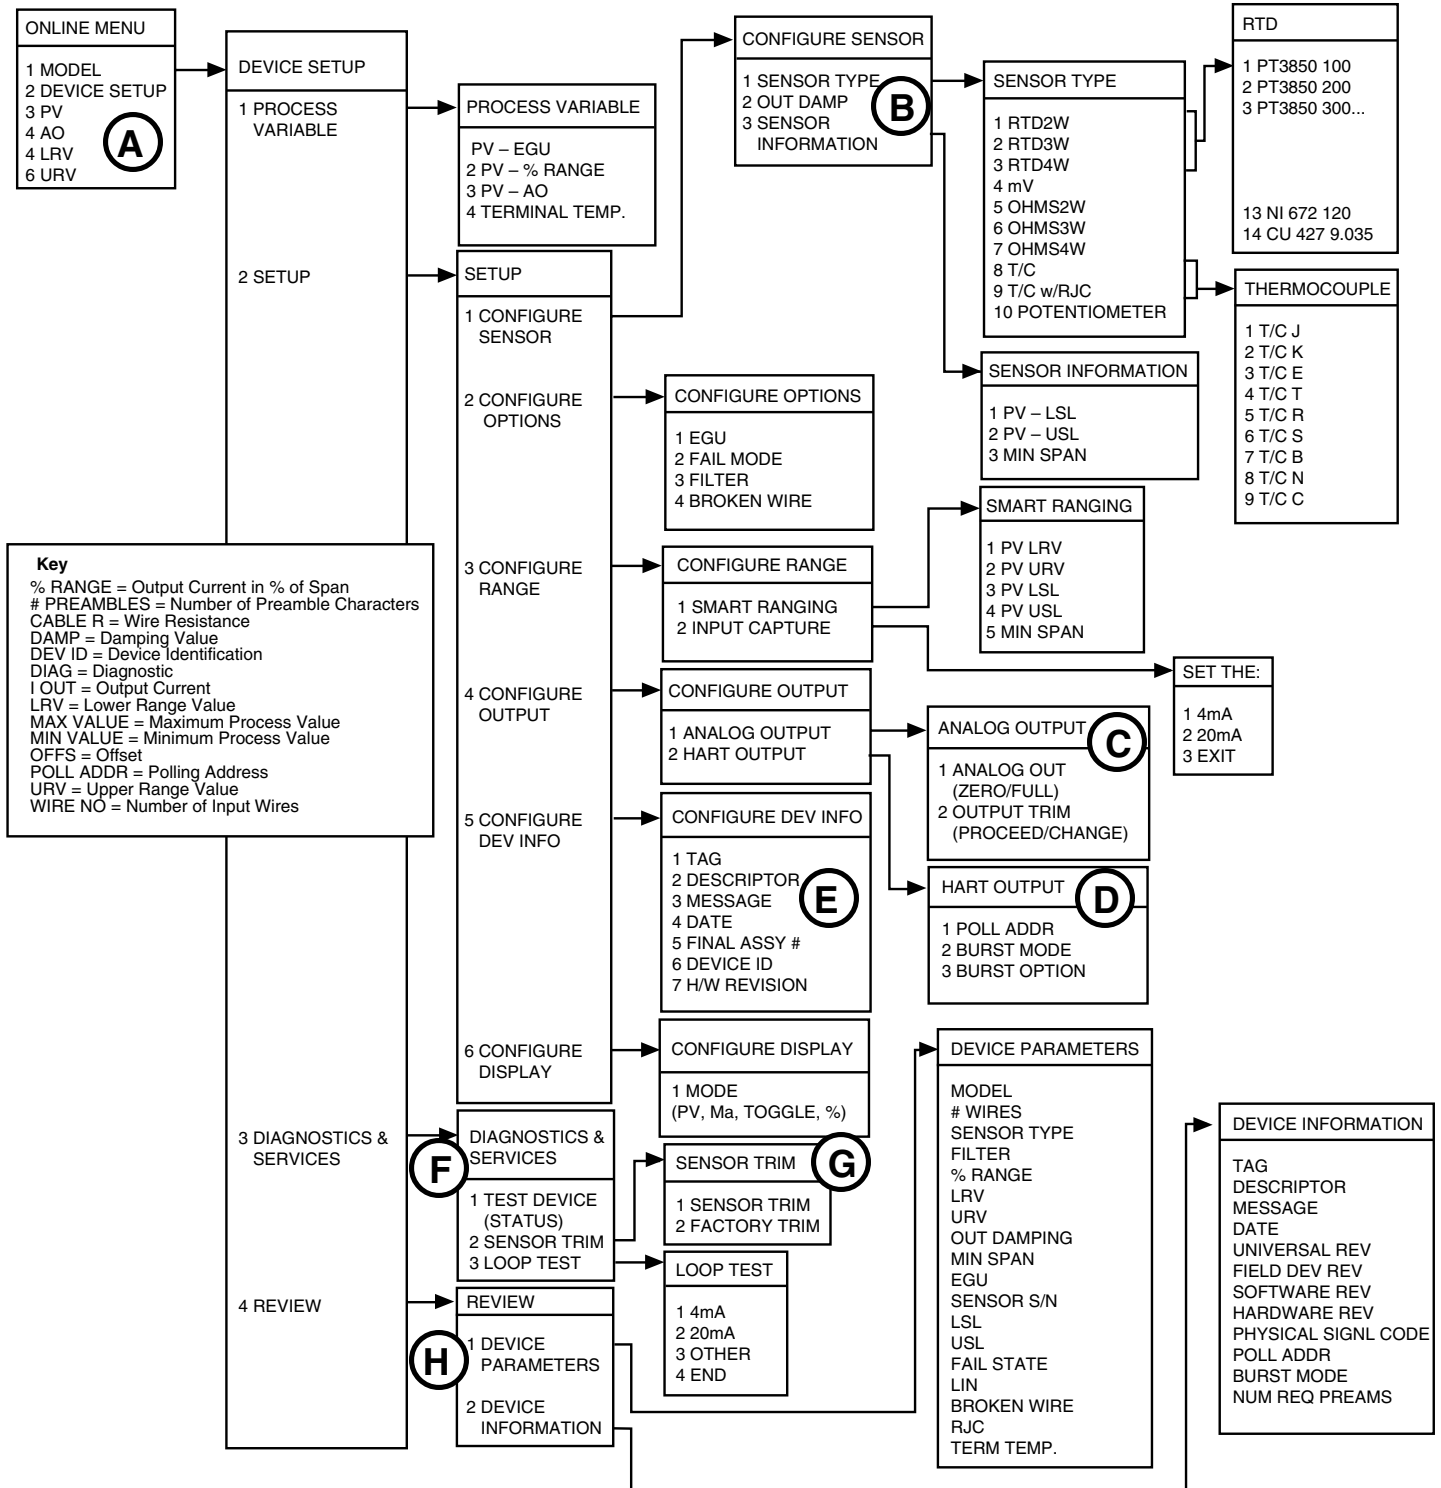 ONLINE MENU
1 MODEL
2 DEVICE SETUP
3 PV
4 AO
4 LRV
6 URV
A
DEVICE SETUP
1 PROCESS
VARIABLE
2 SETUP
3 DIAGNOSTICS &
SERVICES
4 REVIEW
PROCESS VARIABLE
PV – EGU
2 PV – % RANGE
3 PV – AO
4 TERMINAL TEMP.
SETUP
1 CONFIGURE
SENSOR
2 CONFIGURE
OPTIONS
3 CONFIGURE
RANGE
4 CONFIGURE
OUTPUT
5 CONFIGURE
DEV INFO
6 CONFIGURE
DISPLAY
CONFIGURE SENSOR
1 SENSOR TYPE
2 OUT DAMP
3 SENSOR
INFORMATION
B
SENSOR TYPE
1 RTD2W
2 RTD3W
3 RTD4W
4 mV
5 OHMS2W
6 OHMS3W
7 OHMS4W
8 T/C
9 T/C w/RJC
10 POTENTIOMETER
RTD
1 PT3850 100
2 PT3850 200
3 PT3850 300...
13 NI 672 120
14 CU 427 9.035
THERMOCOUPLE
1 T/C J
2 T/C K
3 T/C E
4 T/C T
5 T/C R
6 T/C S
7 T/C B
8 T/C N
9 T/C C
SENSOR INFORMATION
1 PV – LSL
2 PV – USL
3 MIN SPAN
CONFIGURE OPTIONS
1 EGU
2 FAIL MODE
3 FILTER
4 BROKEN WIRE
CONFIGURE RANGE
1 SMART RANGING
2 INPUT CAPTURE
SMART RANGING
1 PV LRV
2 PV URV
3 PV LSL
4 PV USL
5 MIN SPAN
SET THE:
1 4mA
2 20mA
3 EXIT
CONFIGURE OUTPUT
1 ANALOG OUTPUT
2 HART OUTPUT
ANALOG OUTPUT
C
1 ANALOG OUT
(ZERO/FULL)
2 OUTPUT TRIM
(PROCEED/CHANGE)
HART OUTPUT
D
1 POLL ADDR
2 BURST MODE
3 BURST OPTION
CONFIGURE DEV INFO
1 TAG
2 DESCRIPTOR
3 MESSAGE
4 DATE
5 FINAL ASSY #
6 DEVICE ID
7 H/W REVISION
E
CONFIGURE DISPLAY
1 MODE
(PV, Ma, TOGGLE, %)
Key
% RANGE = Output Current in % of Span
# PREAMBLES = Number of Preamble Characters
CABLE R = Wire Resistance
DAMP = Damping Value
DEV ID = Device Identification
DIAG = Diagnostic
I OUT = Output Current
LRV = Lower Range Value
MAX VALUE = Maximum Process Value
MIN VALUE = Minimum Process Value
OFFS = Offset
POLL ADDR = Polling Address
URV = Upper Range Value
WIRE NO = Number of Input Wires
F
DIAGNOSTICS &
SERVICES
1 TEST DEVICE
(STATUS)
2 SENSOR TRIM
3 LOOP TEST
SENSOR TRIM
G
1 SENSOR TRIM
2 FACTORY TRIM
LOOP TEST
1 4mA
2 20mA
3 OTHER
4 END
REVIEW
H
1 DEVICE
PARAMETERS
2 DEVICE
INFORMATION
DEVICE PARAMETERS
MODEL
# WIRES
SENSOR TYPE
FILTER
% RANGE
LRV
URV
OUT DAMPING
MIN SPAN
EGU
SENSOR S/N
LSL
USL
FAIL STATE
LIN
BROKEN WIRE
RJC
TERM TEMP.
DEVICE INFORMATION
TAG
DESCRIPTOR
MESSAGE
DATE
UNIVERSAL REV
FIELD DEV REV
SOFTWARE REV
HARDWARE REV
PHYSICAL SIGNL CODE
POLL ADDR
BURST MODE
NUM REQ PREAMS